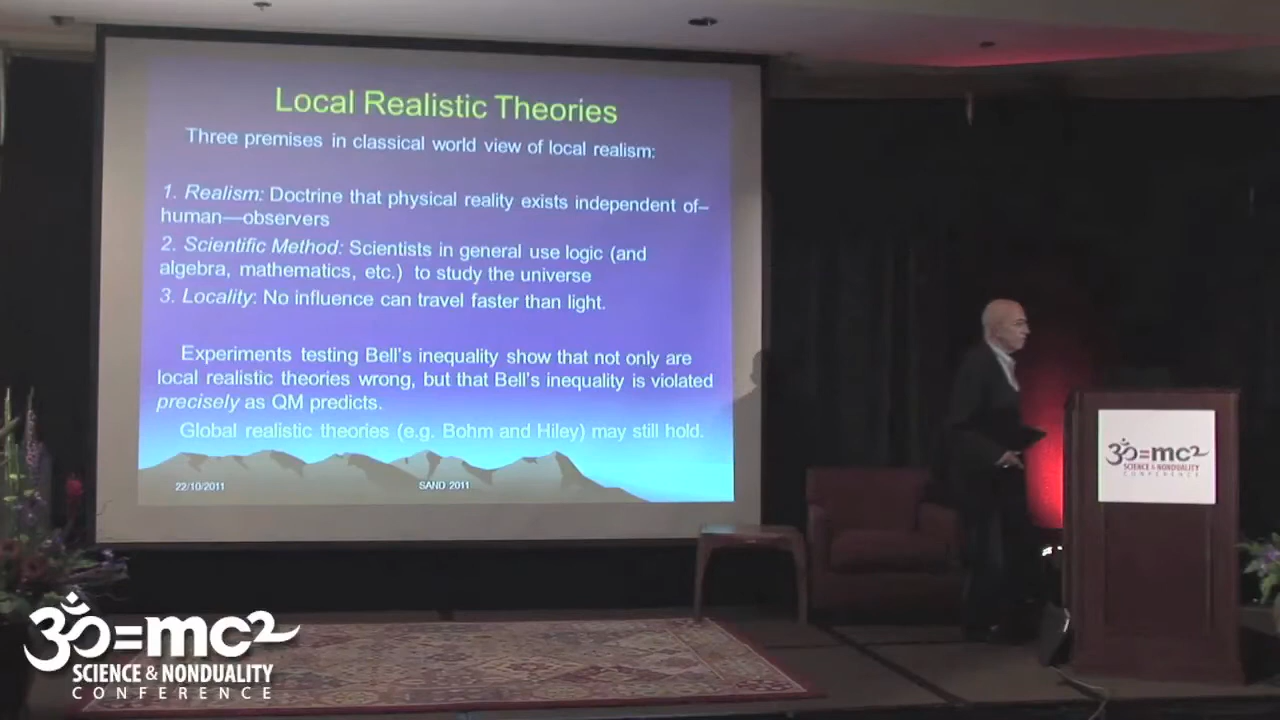 Local Realistic Theories
Three premises in classical world view of local realism:
1. Realism: Doctrine that physical reality exists independent of–
human—observers
2. Scientific Method: Scientists in general use logic (and
algebra, mathematics, etc.) to study the universe
3. Locality: No influence can travel faster than light.
Experiments testing Bell's inequality show that not only are
local realistic theories wrong, but that Bell's inequality is violated
precisely as QM predicts.
Global realistic theories (e.g. Bohm and Hiley) may still hold.
22/10/2011
SAND 2011
ॐ=mc2
SCIENCE & NONDUALITY
CONFERENCE
ॐ=mc2
SCIENCE & NONDUALITY
CONFERENCE